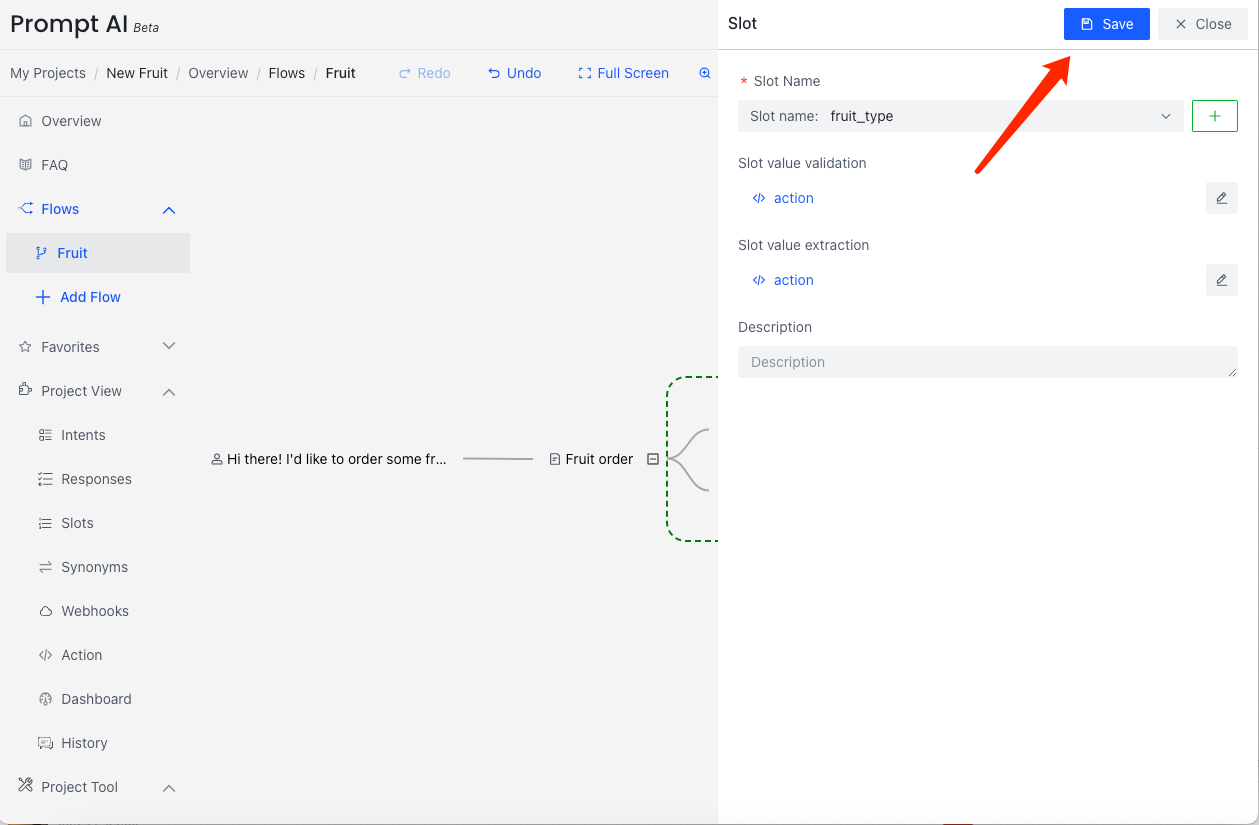 Prompt AI Beta
Slot
Save
Close
My Projects / New Fruit / Overview / Flows / Fruit
Redo
Undo
Full Screen
* Slot Name
Slot name: fruit_type
Slot value validation
action
Slot value extraction
action
Description
Description
Overview
FAQ
Flows
Fruit
Add Flow
Favorites
Project View
Intents
Responses
Slots
Synonyms
Webhooks
Action
Dashboard
History
Project Tool
Hi there! I'd like to order some fr...
Fruit order